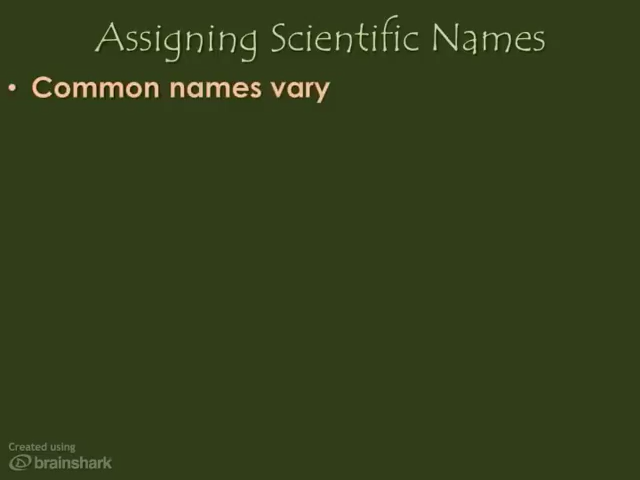 Assigning Scientific Names
• Common names vary
Created using
brainshark